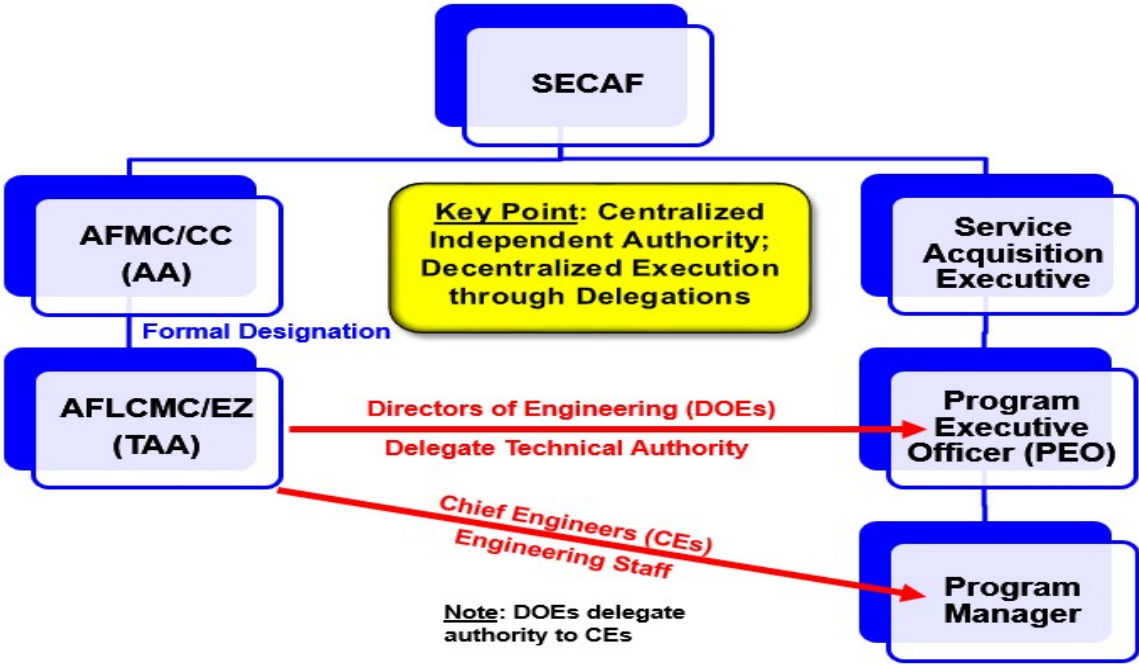 SECAF
AFMC/CC
(AA)
Key Point: Centralized
Independent Authority;
Decentralized Execution
through Delegations
Service
Acquisition
Executive
Formal Designation
AFLCMC/EZ
(TAA)
Directors of Engineering (DOEs)
Delegate Technical Authority
Program
Executive
Officer (PEO)
Chief Engineers (CEs)
Engineering Staff
Note: DOEs delegate
authority to CEs
Program
Manager